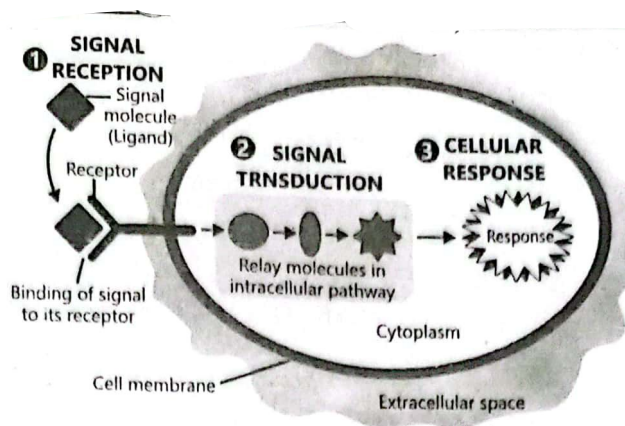 1 SIGNAL
RECEPTION
Signal
molecule
(Ligand)
Receptor
Binding of signal
to its receptor
2 SIGNAL
TRNSDUCTION
Relay molecules in
intracellular pathway
3 CELLULAR
RESPONSE
Response
Cytoplasm
Cell membrane
Extracellular space